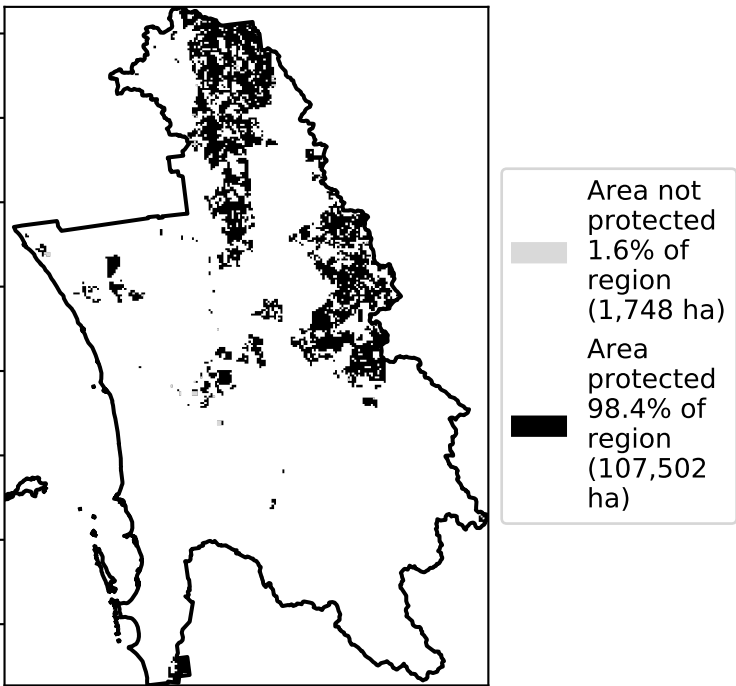 Area not
protected
1.6% of
region
(1,748 ha)
Area
protected
98.4% of
region
(107,502
ha)